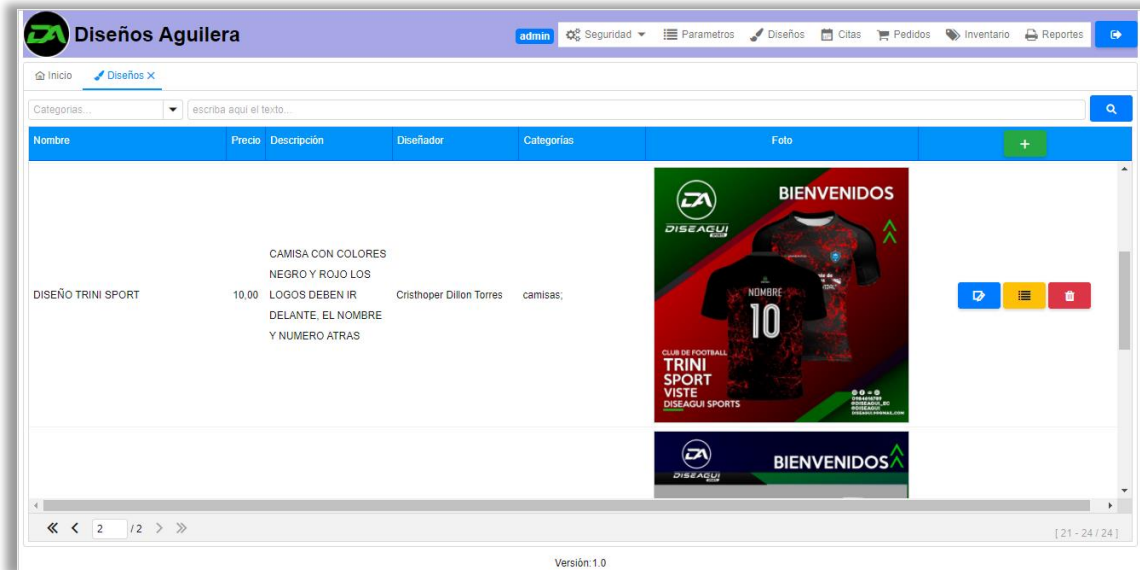 Diseños Aguilera
admin Seguridad Parametros Diseños Citas Pedidos Inventario Reportes
Inicio Diseños
Categorias... escriba aqui el texto...
Nombre Precio Descripción Diseñador Categorías Foto +
DISEÑO TRINI SPORT
10,00
CAMISA CON COLORES
NEGRO Y ROJO LOS
LOGOS DEBEN IR
DELANTE, EL NOMBRE
Y NUMERO ATRAS
Cristhoper Dillon Torres
camisas;
DISEAGUI
BIENVENIDOS
NOMBRE
10
CLUB DE FOOTBALL
TRINI
SPORT
VISTE
DISEAGUI SPORTS
DISEAGUI
BIENVENIDOS
2 / 2
[ 21 - 24 / 24 ]
Versión:1.0